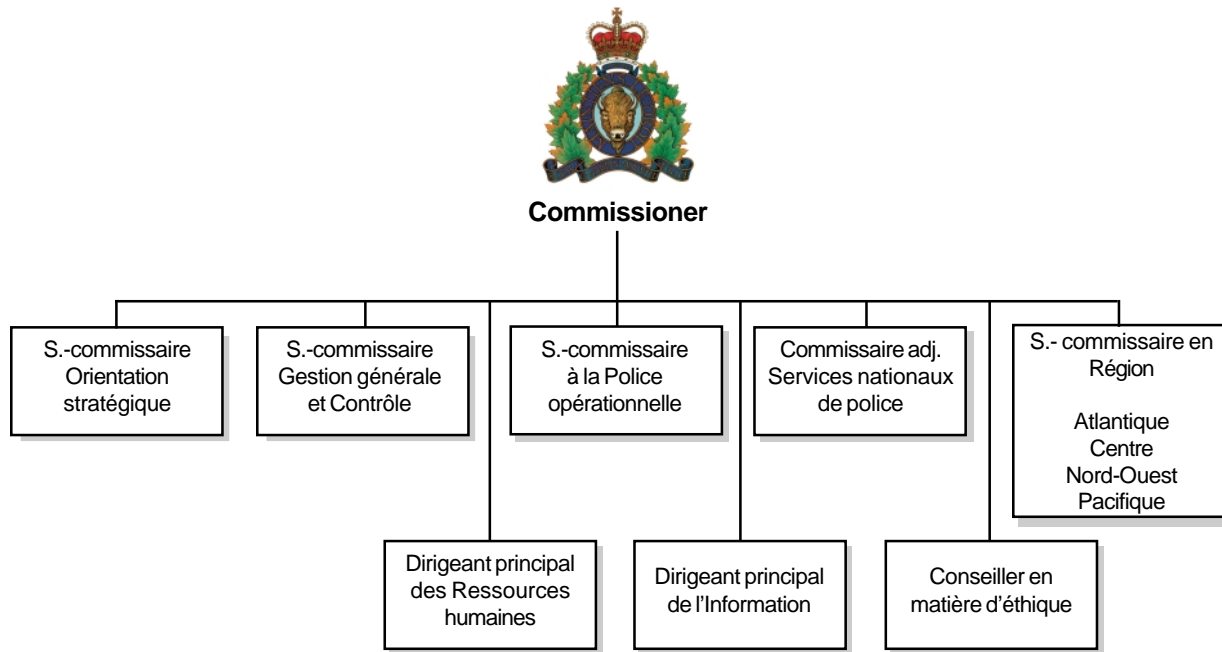 Commissioner
S.-commissaire
Orientation
stratégique
S.-commissaire
Gestion générale
et Contrôle
S.-commissaire
à la Police
opérationnelle
Commissaire adj.
Services nationaux
de police
S.- commissaire en
Région
Atlantique
Centre
Nord-Ouest
Pacifique
Dirigeant principal
des Ressources
humaines
Dirigeant principal
de l’Information
Conseiller en
matière d’éthique